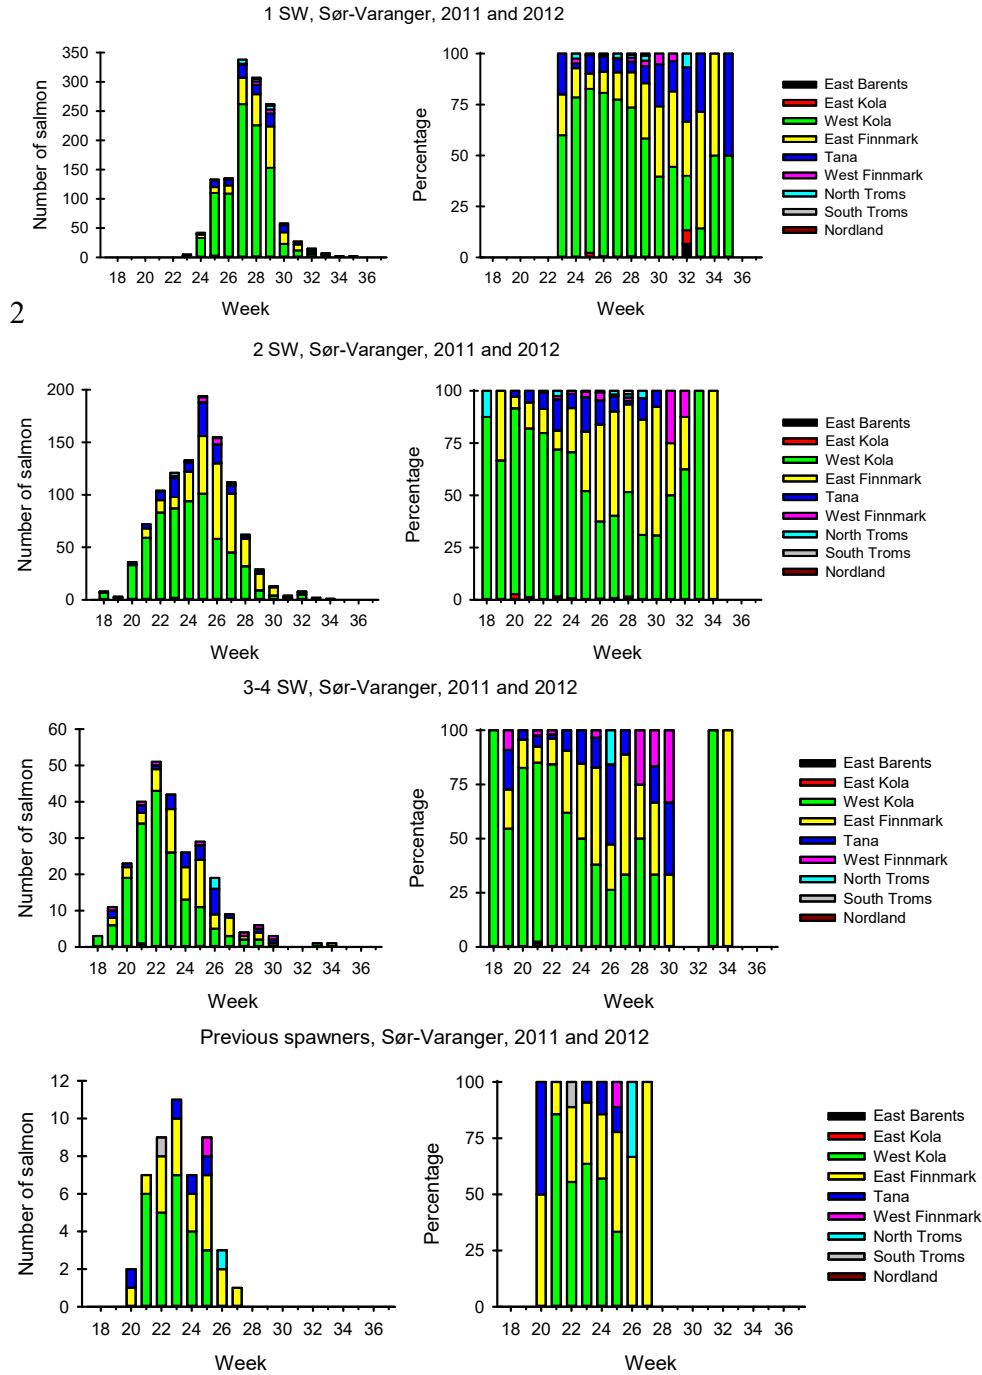 1 SW, Sør-Varanger, 2011 and 2012
Number of salmon
350
300
250
200
150
100
50
0
18 20 22 24 26 28 30 32 34 36
Week
Percentage
100
75
50
25
0
18 20 22 24 26 28 30 32 34 36
Week
East Barents
East Kola
West Kola
East Finnmark
Tana
West Finnmark
North Troms
South Troms
Nordland
2
2 SW, Sør-Varanger, 2011 and 2012
Number of salmon
200
150
100
50
0
18 20 22 24 26 28 30 32 34 36
Week
Percentage
100
75
50
25
0
18 20 22 24 26 28 30 32 34 36
Week
East Barents
East Kola
West Kola
East Finnmark
Tana
West Finnmark
North Troms
South Troms
Nordland
3-4 SW, Sør-Varanger, 2011 and 2012
Number of salmon
60
50
40
30
20
10
0
18 20 22 24 26 28 30 32 34 36
Week
Percentage
100
75
50
25
0
18 20 22 24 26 28 30 32 34 36
Week
East Barents
East Kola
West Kola
East Finnmark
Tana
West Finnmark
North Troms
South Troms
Nordland
Previous spawners, Sør-Varanger, 2011 and 2012
Number of salmon
12
10
8
6
4
2
0
18 20 22 24 26 28 30 32 34 36
Week
Percentage
100
75
50
25
0
18 20 22 24 26 28 30 32 34 36
Week
East Barents
East Kola
West Kola
East Finnmark
Tana
West Finnmark
North Troms
South Troms
Nordland